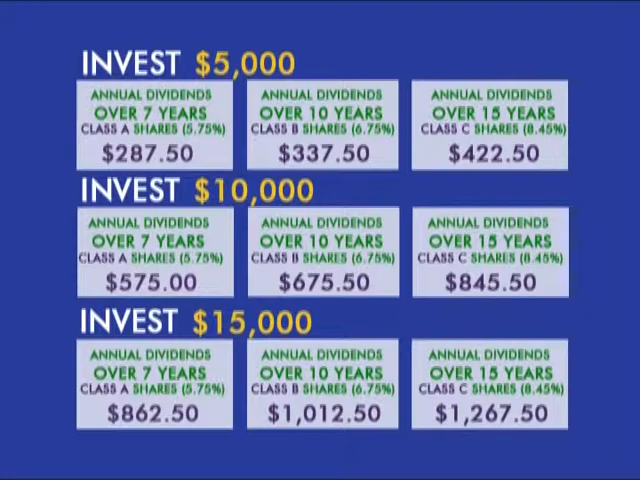 INVEST $5,000
ANNUAL DIVIDENDS
OVER 7 YEARS
CLASS A SHARES (5.75%)
$287.50
ANNUAL DIVIDENDS
OVER 10 YEARS
CLASS B SHARES (6.75%)
$337.50
ANNUAL DIVIDENDS
OVER 15 YEARS
CLASS C SHARES (8.45%)
$422.50
INVEST $10,000
ANNUAL DIVIDENDS
OVER 7 YEARS
CLASS A SHARES (5.75%)
$575.00
ANNUAL DIVIDENDS
OVER 10 YEARS
CLASS B SHARES (6.75%)
$675.50
ANNUAL DIVIDENDS
OVER 15 YEARS
CLASS C SHARES (8.45%)
$845.50
INVEST $15,000
ANNUAL DIVIDENDS
OVER 7 YEARS
CLASS A SHARES (5.75%)
$862.50
ANNUAL DIVIDENDS
OVER 10 YEARS
CLASS B SHARES (6.75%)
$1,012.50
ANNUAL DIVIDENDS
OVER 15 YEARS
CLASS C SHARES (8.45%)
$1,267.50